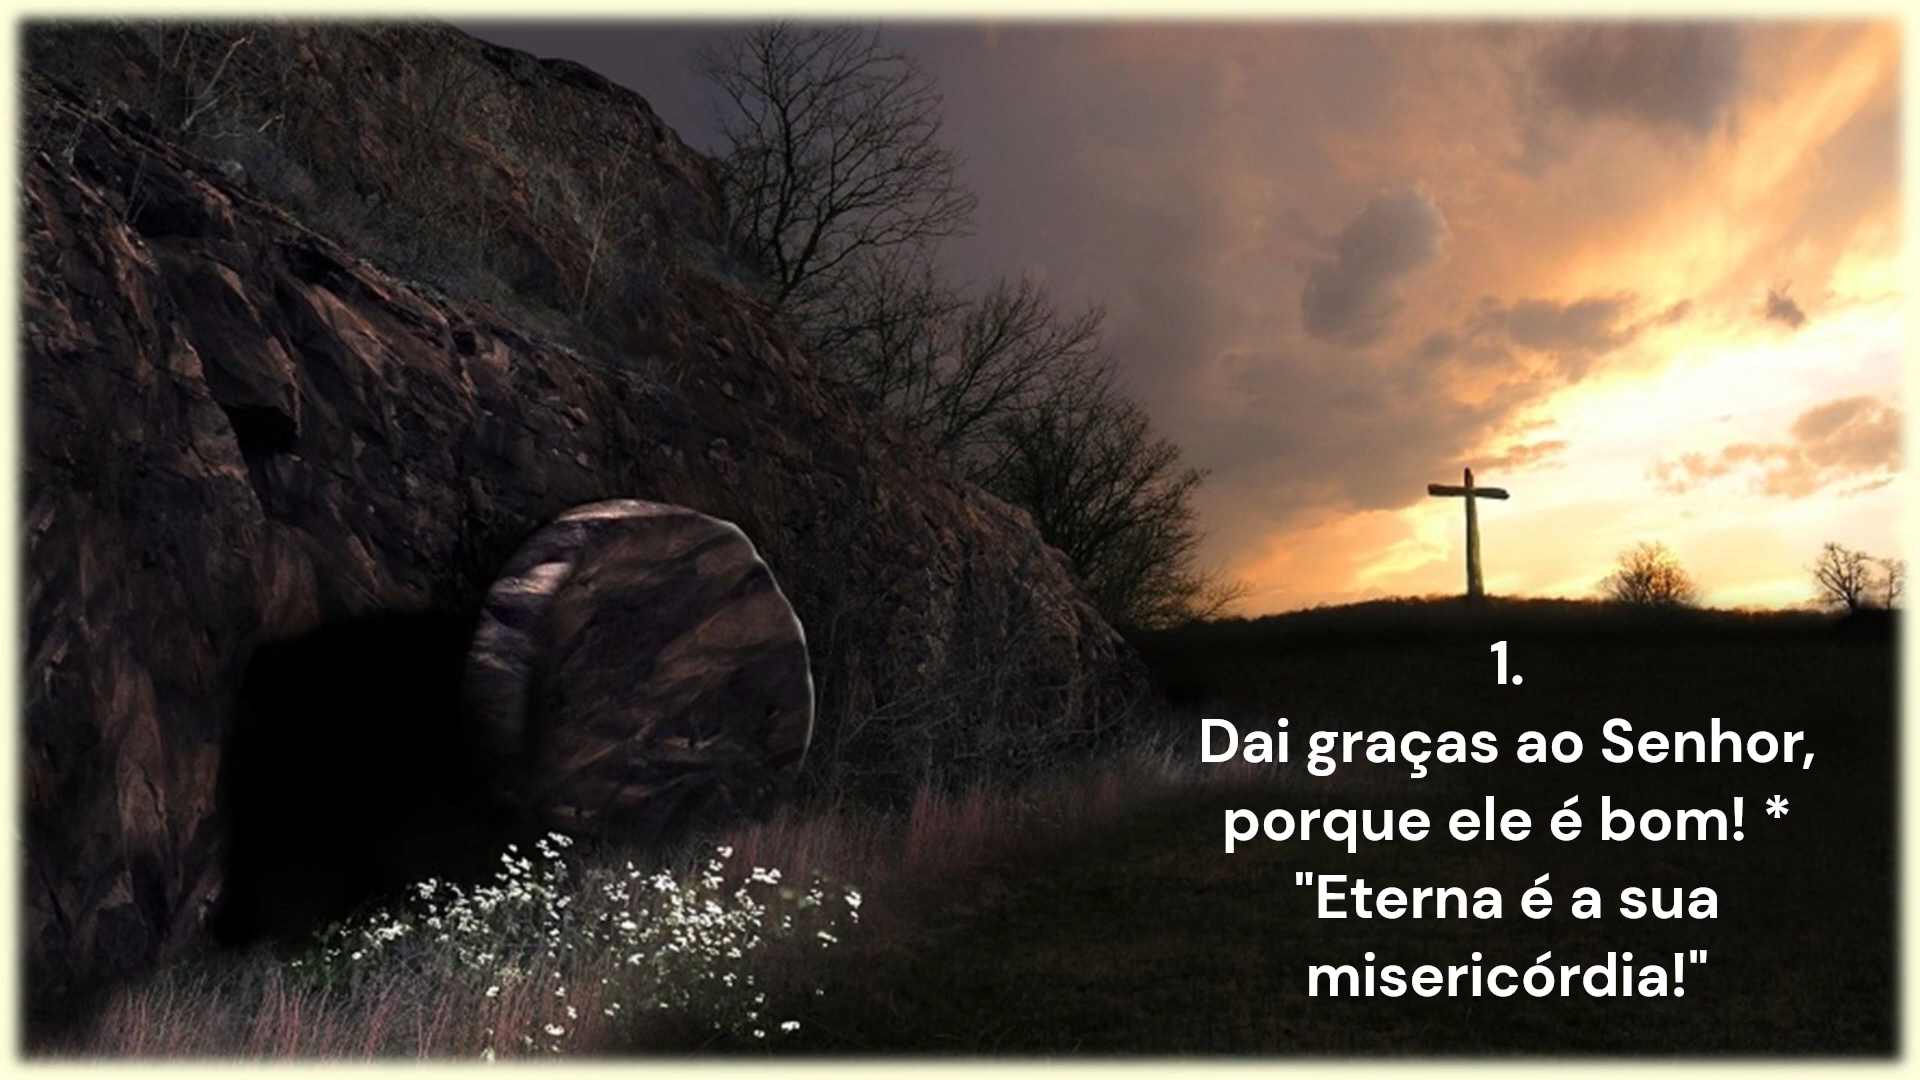 1.
Dai graças ao Senhor,
porque ele é bom! *
"Eterna é a sua
misericórdia!"